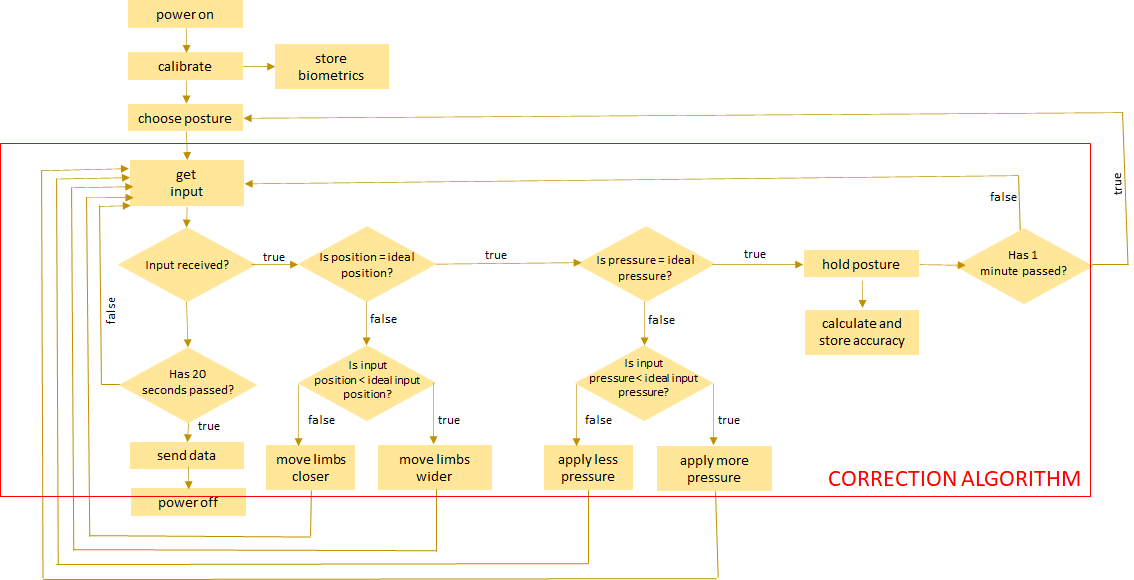 power on
calibrate
store
biometrics
choose posture
get
input
true
false
Input received?
true
Is position = ideal
position?
true
Is pressure = ideal
pressure?
true
hold posture
Has 1
minute passed?
false
false
false
calculate and
store accuracy
Has 20
seconds passed?
Is input
position < ideal input
position?
Is input
pressure < ideal input
pressure?
true
false
true
false
true
send data
move limbs
closer
move limbs
wider
apply less
pressure
apply more
pressure
CORRECTION ALGORITHM
power off